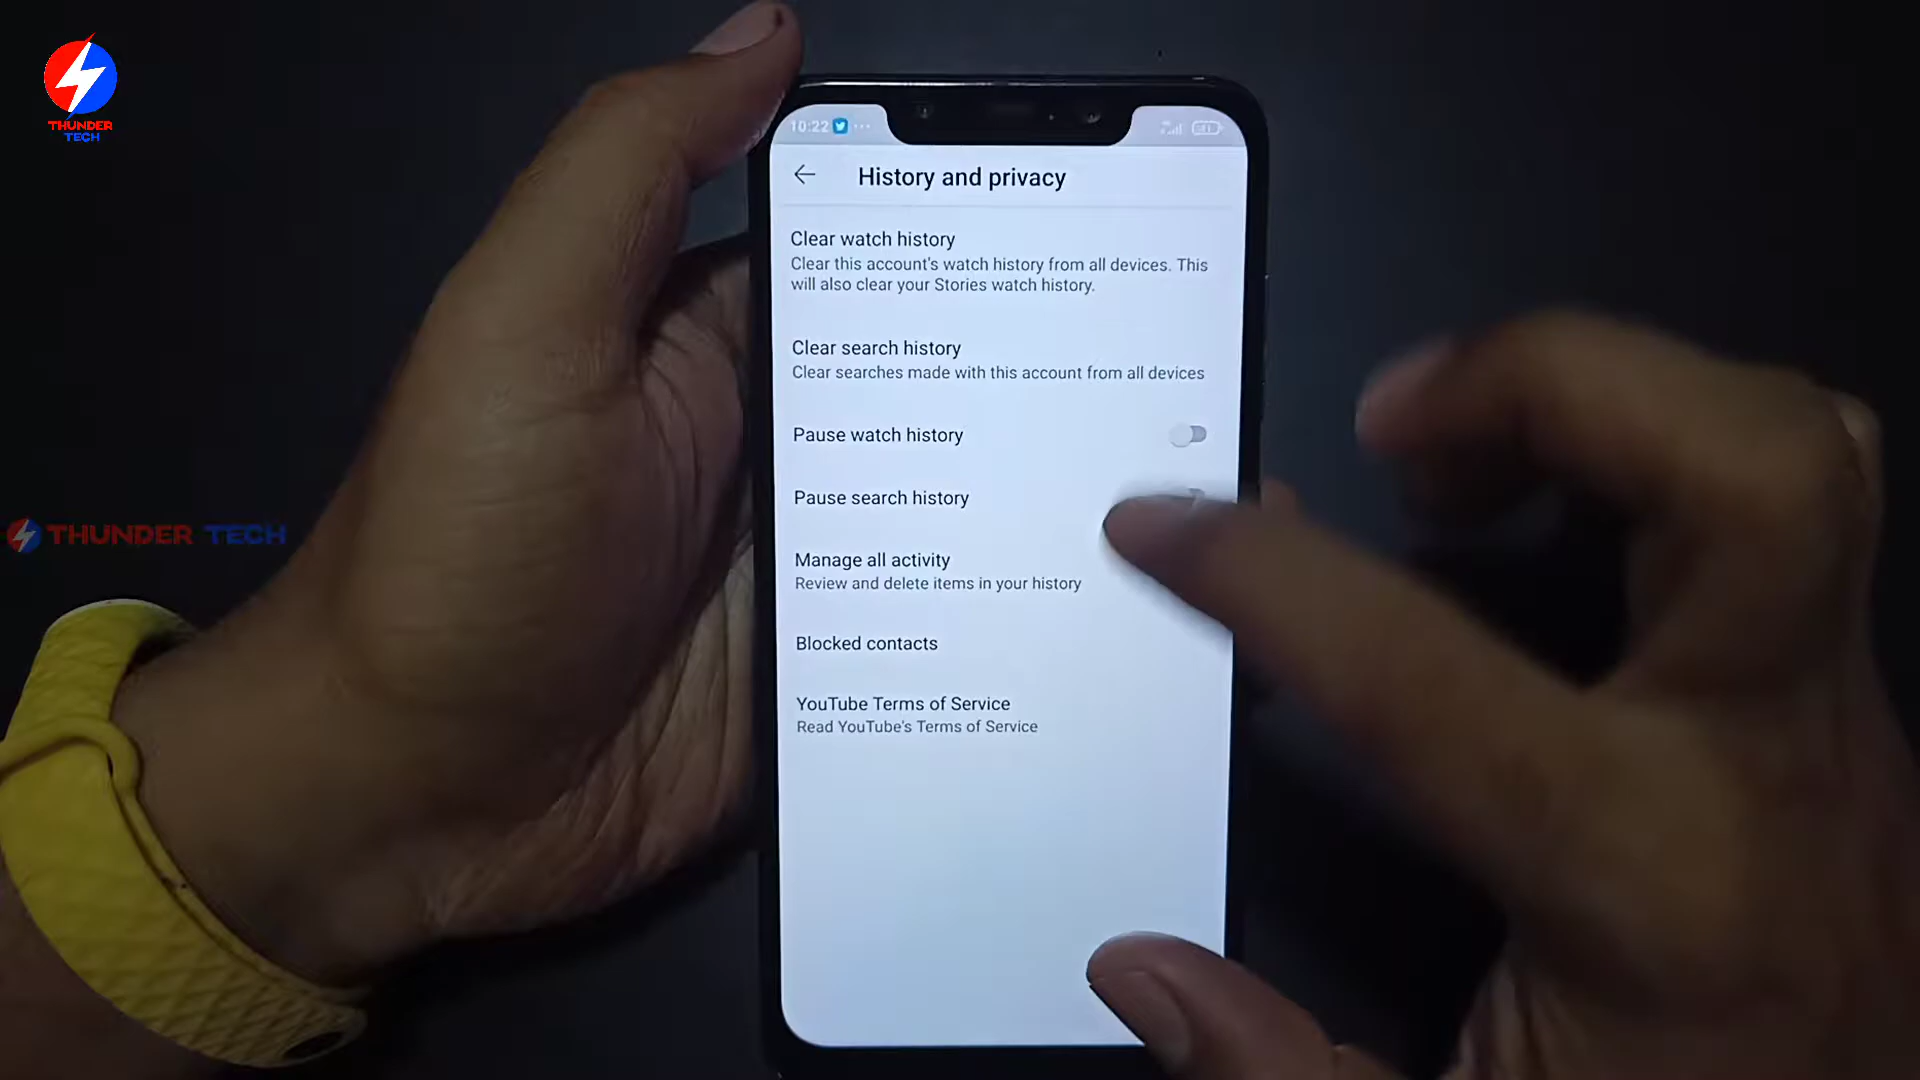 THUNDER
TECH
10:22
History and privacy
Clear watch history
Clear this account's watch history from all devices. This
will also clear your Stories watch history.
Clear search history
Clear searches made with this account from all devices
Pause watch history
Pause search history
THUNDER TECH
Manage all activity
Review and delete items in your history
Blocked contacts
YouTube Terms of Service
Read YouTube's Terms of Service